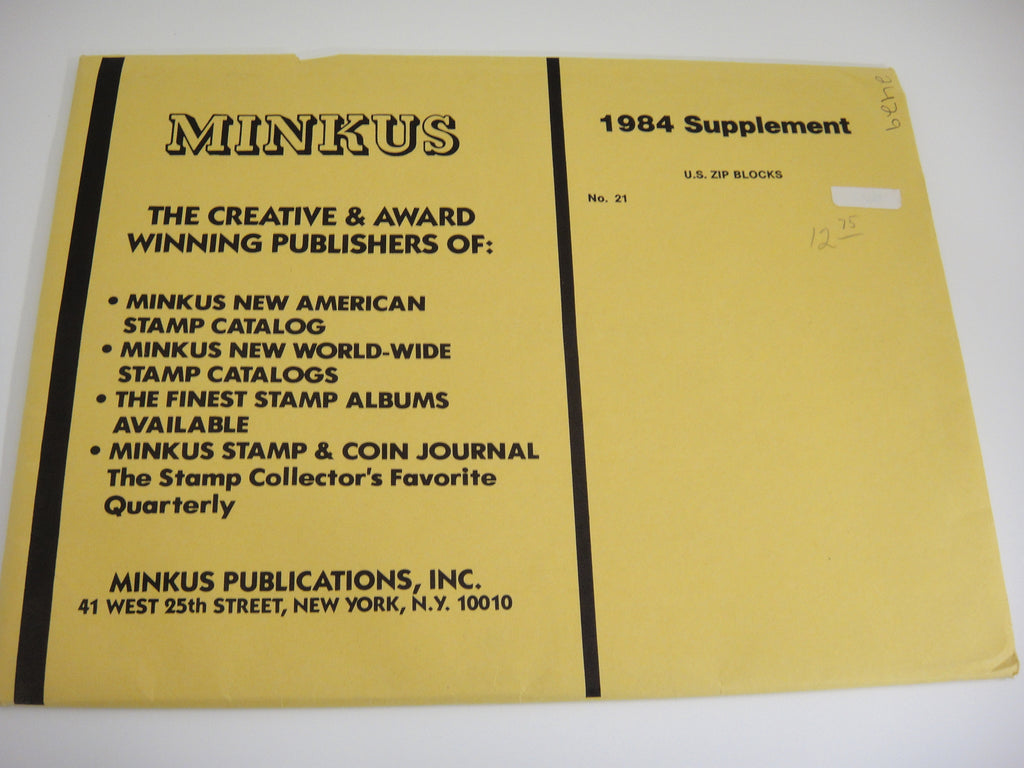 MINKUS
THE CREATIVE & AWARD
WINNING PUBLISHERS OF:
• MINKUS NEW AMERICAN
STAMP CATALOG
• MINKUS NEW WORLD-WIDE
STAMP CATALOGS
• THE FINEST STAMP ALBUMS
AVAILABLE
• MINKUS STAMP & COIN JOURNAL
The Stamp Collector's Favorite
Quarterly
MINKUS PUBLICATIONS, INC.
41 WEST 25th STREET, NEW YORK, N.Y. 10010
1984 Supplement
U.S. ZIP BLOCKS
No. 21
12 75